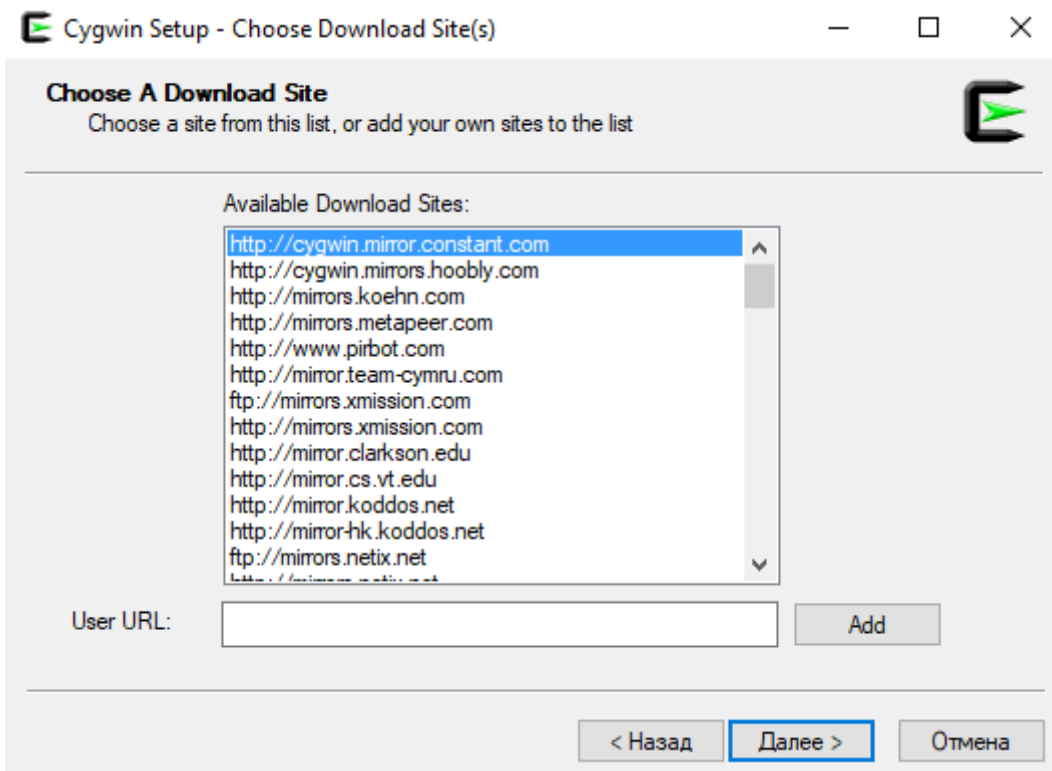 Cygwin Setup - Choose Download Site(s)
Choose A Download Site
Choose a site from this list, or add your own sites to the list
Available Download Sites:
http://cygwin.mirror.constant.com
http://cygwin.mirrors.hoobly.com
http://mirrors.koehn.com
http://mirrors.metapeer.com
http://www.pirbot.com
http://mirror.team-cymru.com
ftp://mirrors.xmission.com
http://mirrors.xmission.com
http://mirror.clarkson.edu
http://mirror.cs.vt.edu
http://mirror.koddos.net
http://mirror-hk.koddos.net
ftp://mirrors.netix.net
http://mirrors.netix.net
User URL:
Add
< Назад
Далее >
Отмена